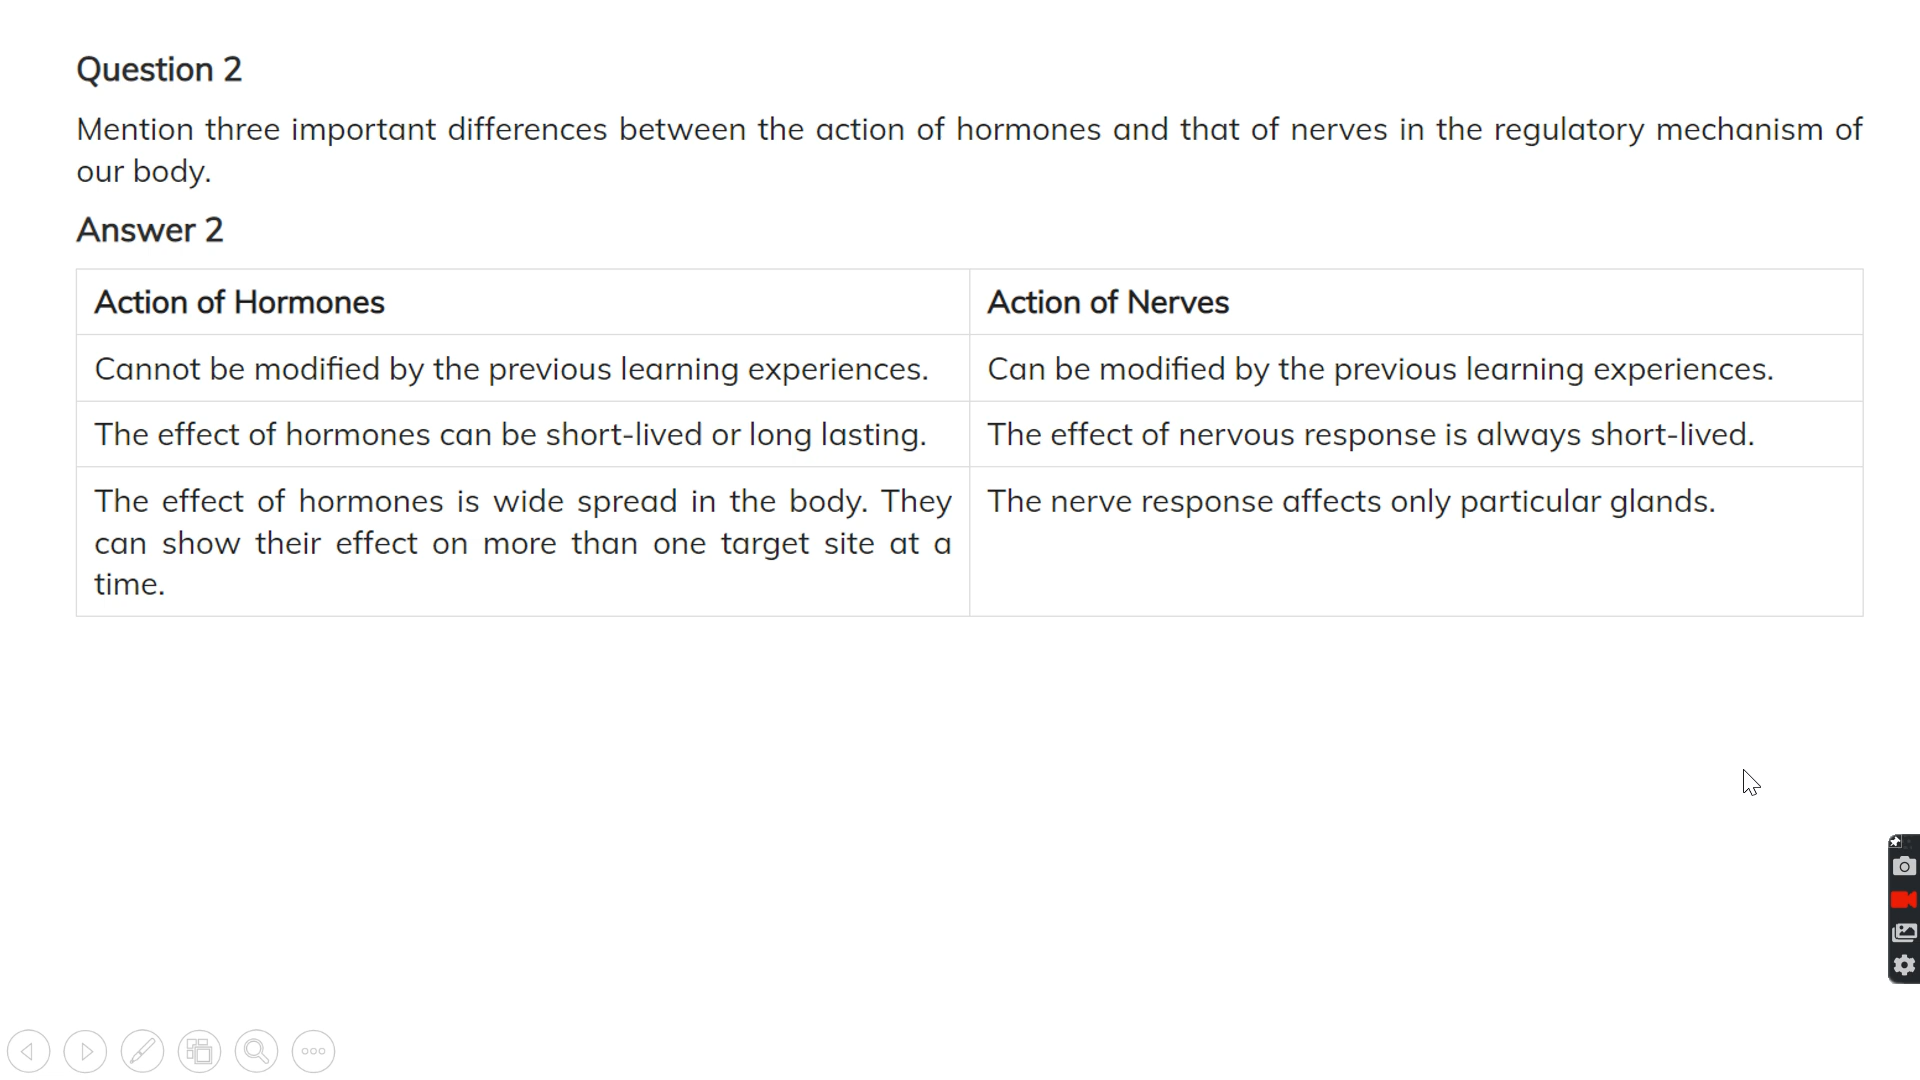 Question 2
Mention three important differences between the action of hormones and that of nerves in the regulatory mechanism of
our body.
Answer 2
Action of Hormones
Action of Nerves
Cannot be modified by the previous learning experiences.
Can be modified by the previous learning experiences.
The effect of hormones can be short-lived or long lasting.
The effect of nervous response is always short-lived.
The effect of hormones is wide spread in the body. They
can show their effect on more than one target site at a
time.
The nerve response affects only particular glands.